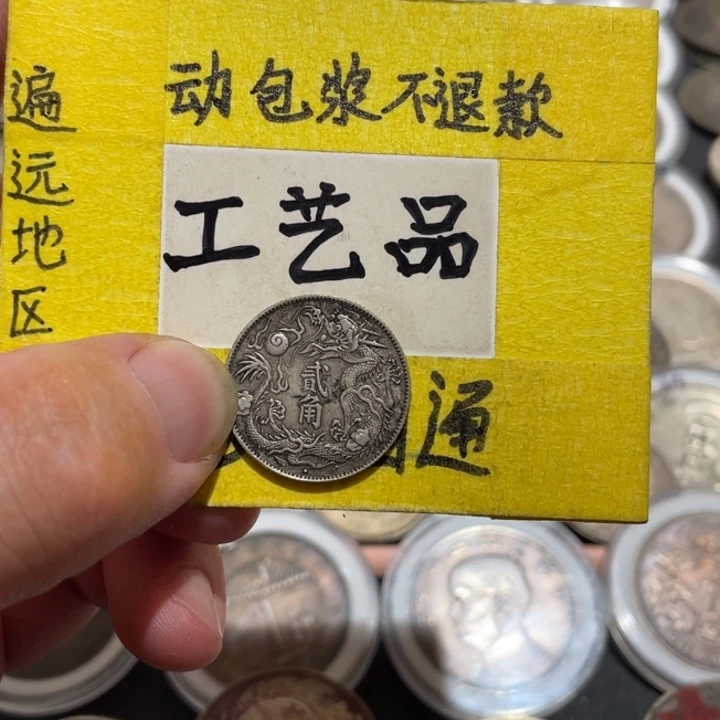 动包浆不退款
遍远地区
工艺品
贰角
通